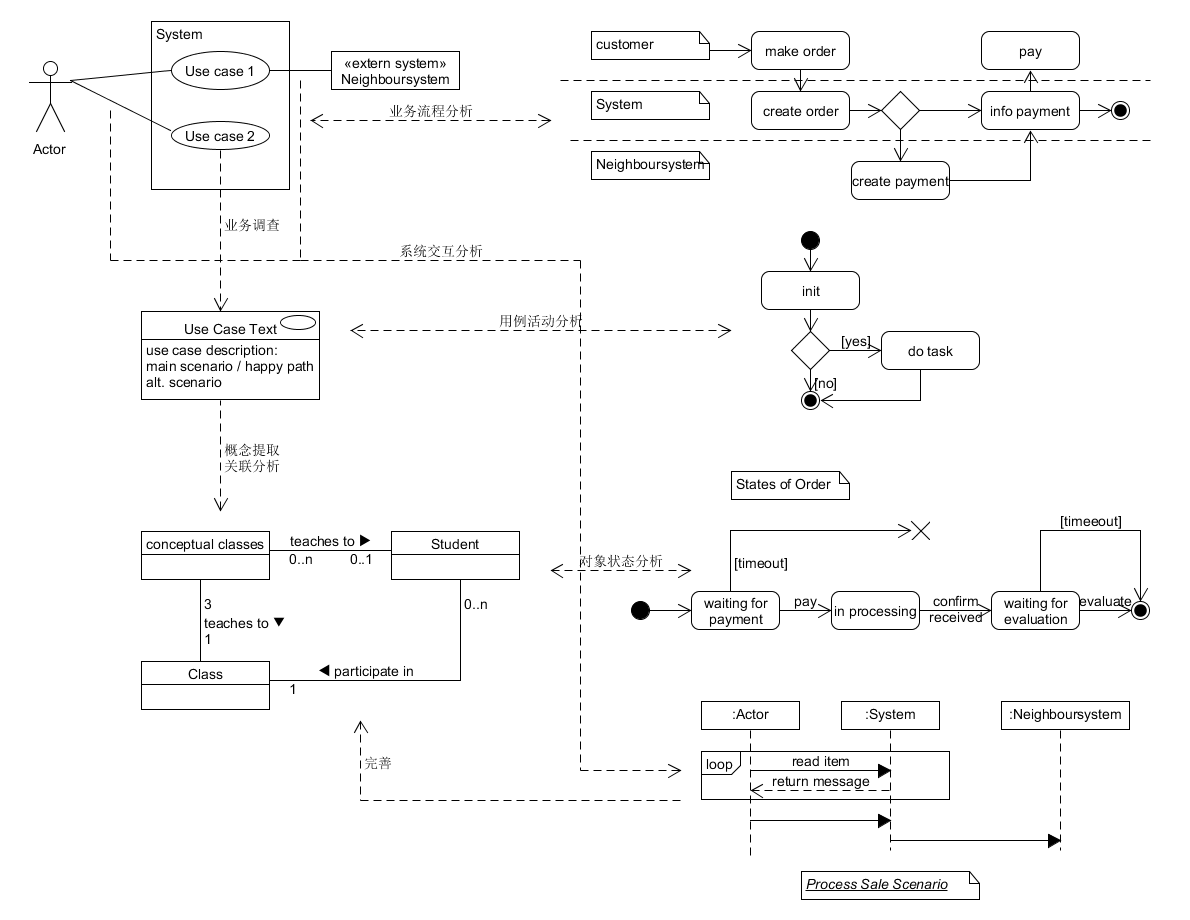 System
Use case 1
Use case 2
Actor
«extern system»
Neighboursystem
业务流程分析
customer
make order
pay
System
create order
info payment
Neighboursystem
create payment
业务调查
系统交互分析
Use Case Text
use case description:
main scenario / happy path
alt. scenario
用例活动分析
init
[yes]
do task
[no]
概念提取
关联分析
States of Order
conceptual classes
teaches to
0..n
0..1
Student
对象状态分析
[timeout]
[timeeout]
waiting for
payment
pay
in processing
confirm
received
waiting for
evaluation
evaluate
3
teaches to
1
0..n
Class
participate in
1
完善
:Actor
:System
:Neighboursystem
loop
read item
return message
Process Sale Scenario